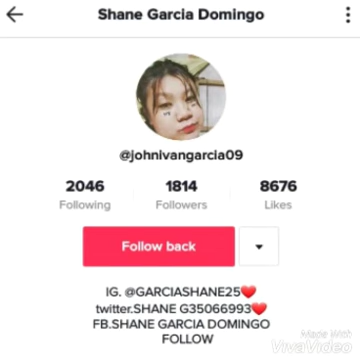 Shane Garcia Domingo
@johnivangarcia09
2046 1814 8676
Following Followers Likes
Follow back
IG. @GARCIASHANE25❤️
twitter.SHANE G35066993❤️
FB.SHANE GARCIA DOMINGO
FOLLOW
Made With
VivaVideo